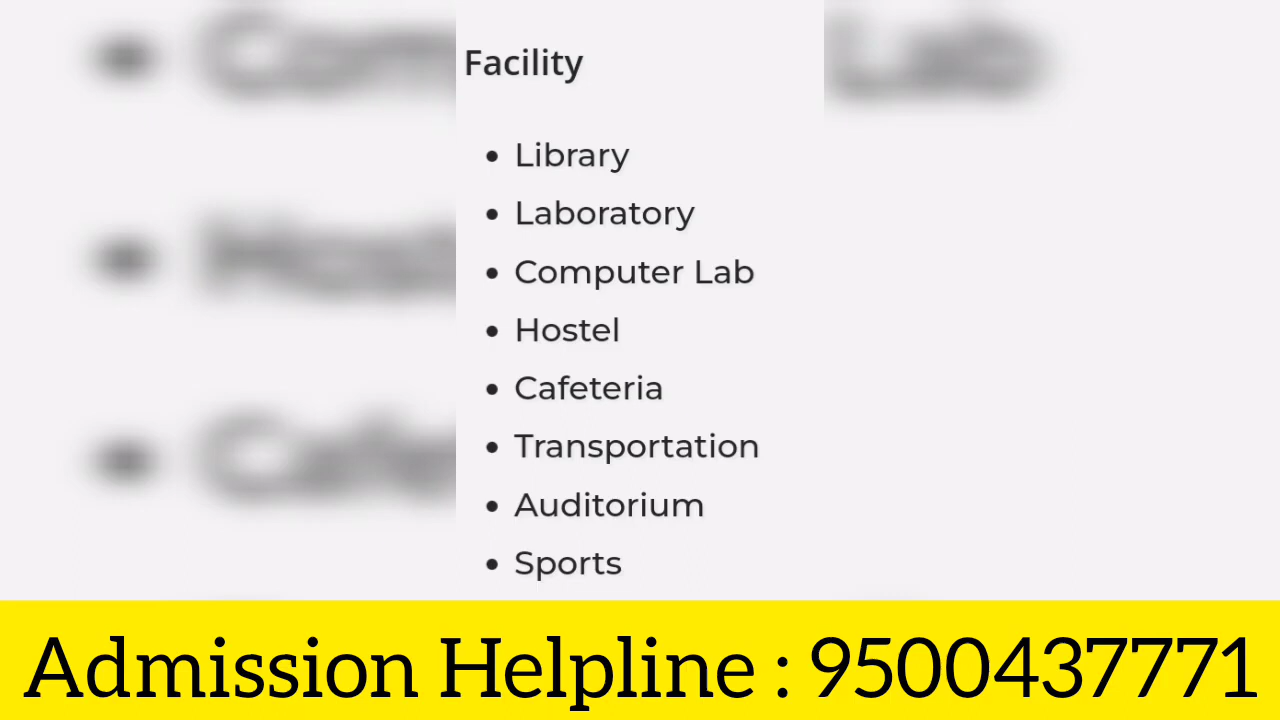 Facility
• Library
• Laboratory
• Computer Lab
• Hostel
• Cafeteria
• Transportation
• Auditorium
• Sports
Admission Helpline : 9500437771